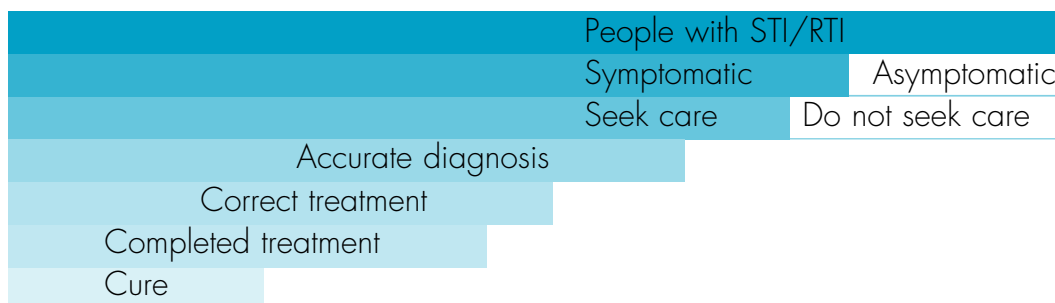 People with STI/RTI
Symptomatic Asymptomatic
Seek care Do not seek care
Accurate diagnosis
Correct treatment
Completed treatment
Cure